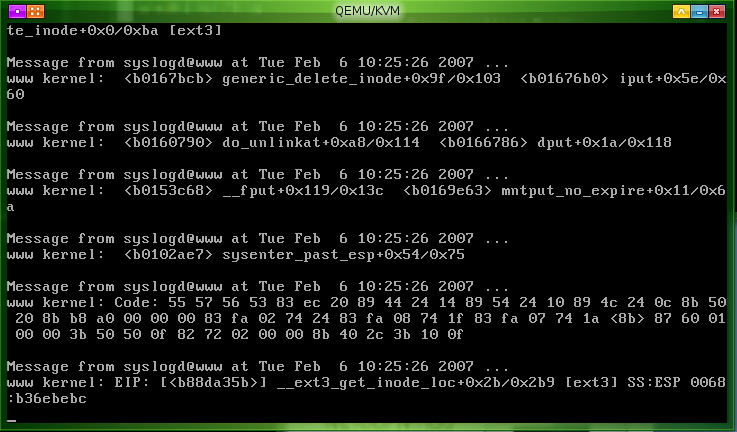 QEMU/KVM
te_inode+0x0/0xba [ext3]
Message from syslogd@www at Tue Feb  6 10:25:26 2007 ...
www kernel:  <b0167bcb> generic_delete_inode+0x9f/0x103  <b01676b0> iput+0x5e/0x
60
Message from syslogd@www at Tue Feb  6 10:25:26 2007 ...
www kernel:  <b0160790> do_unlinkat+0xa8/0x114  <b0166786> dput+0x1a/0x118
Message from syslogd@www at Tue Feb  6 10:25:26 2007 ...
www kernel:  <b0153c68> __fput+0x119/0x13c  <b0169e63> mntput_no_expire+0x11/0x6
a
Message from syslogd@www at Tue Feb  6 10:25:26 2007 ...
www kernel:  <b0102ae7> sysenter_past_esp+0x54/0x75
Message from syslogd@www at Tue Feb  6 10:25:26 2007 ...
www kernel: Code: 55 57 56 53 83 ec 20 89 44 24 14 89 54 24 10 89 4c 24 0c 8b 50
 20 8b b8 a0 00 00 00 83 fa 02 74 24 83 fa 08 74 1f 83 fa 07 74 1a <8b> 87 60 01
 00 00 3b 50 50 0f 82 72 02 00 00 8b 40 2c 3b 10 0f
Message from syslogd@www at Tue Feb  6 10:25:26 2007 ...
www kernel: EIP: [<b88da35b>] __ext3_get_inode_loc+0x2b/0x2b9 [ext3] SS:ESP 0068
:b36ebebc